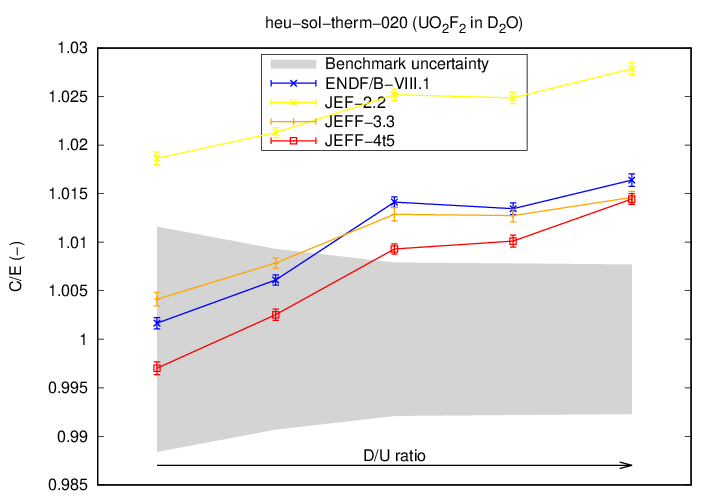 heu-sol-therm-020 (UO₂F₂ in D₂O)
1.03
1.025
1.02
1.015
1.01
1.005
1
0.995
0.99
0.985
C/E (-)
Benchmark uncertainty
ENDF/B-VIII.1
JEF-2.2
JEFF-3.3
JEFF-4t5
D/U ratio